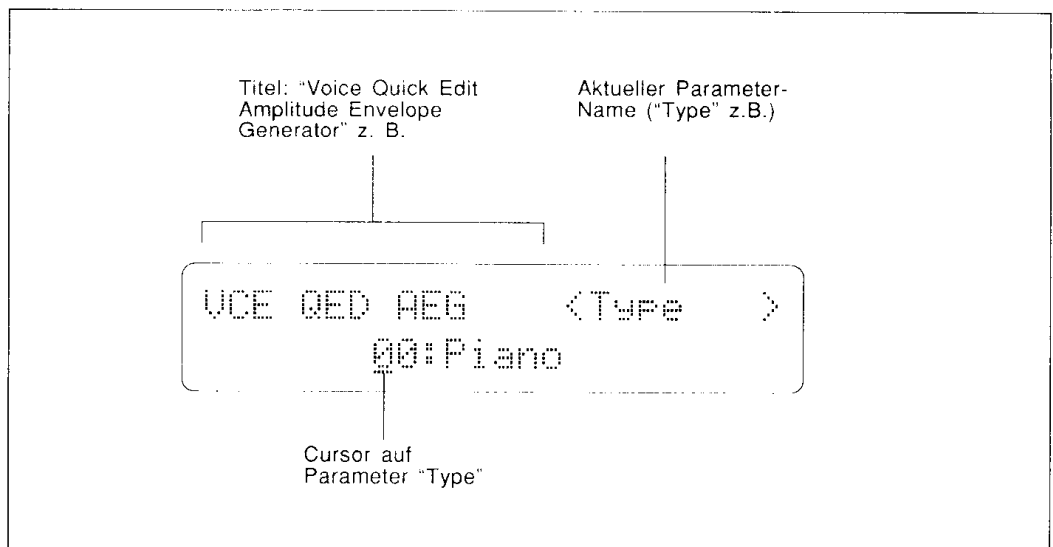 Titel: "Voice Quick Edit
Amplitude Envelope
Generator" z. B.
Aktueller Parameter-
Name ("Type" z.B.)
VCE QED AEG <Type >
00:Piano
Cursor auf
Parameter "Type"